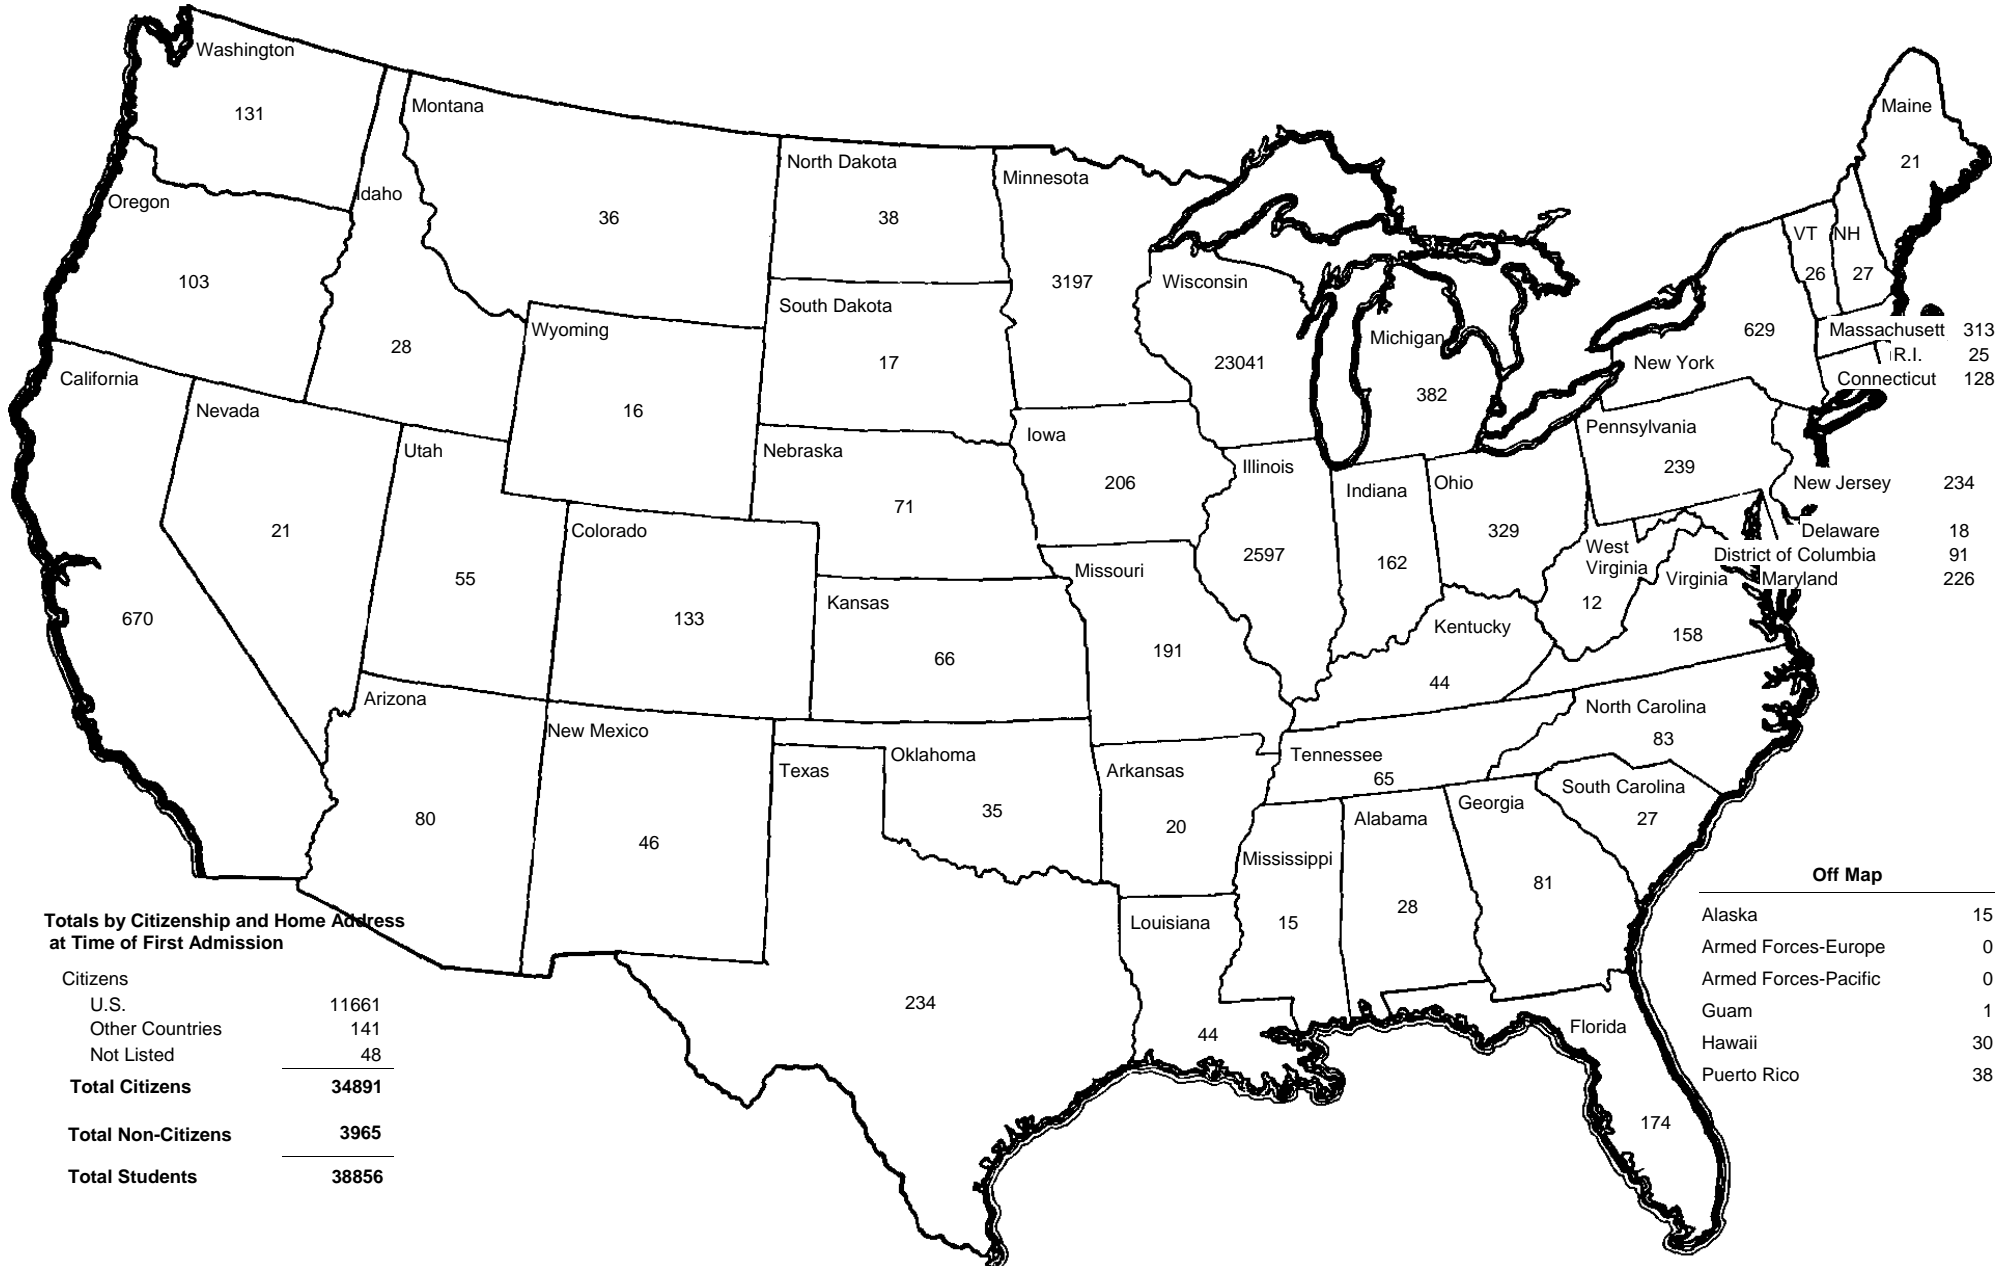 Washington
131
Oregon
103
Idaho
28
Montana
36
North Dakota
38
Minnesota
3197
South Dakota
17
Wyoming
16
Wisconsin
23041
Michigan
382
Maine
21
VT
26
NH
27
New York
629
Massachusett 313
R.I. 25
Connecticut 128
California
670
Nevada
21
Utah
55
Colorado
133
Nebraska
71
Iowa
206
Illinois
2597
Indiana
162
Ohio
329
Pennsylvania
239
New Jersey 234
Delaware 18
District of Columbia 91
Maryland 226
West
Virginia
12
Virginia
158
Kansas
66
Missouri
191
Kentucky
44
Arizona
80
New Mexico
46
Texas
234
Oklahoma
35
Arkansas
20
Tennessee
65
North Carolina
83
South Carolina
27
Georgia
81
Alabama
28
Mississippi
15
Louisiana
44
Florida
174
Totals by Citizenship and Home Address
at Time of First Admission
Citizens
U.S. 11661
Other Countries 141
Not Listed 48
Total Citizens 34891
Total Non-Citizens 3965
Total Students 38856
Off Map
Alaska 15
Armed Forces-Europe 0
Armed Forces-Pacific 0
Guam 1
Hawaii 30
Puerto Rico 38